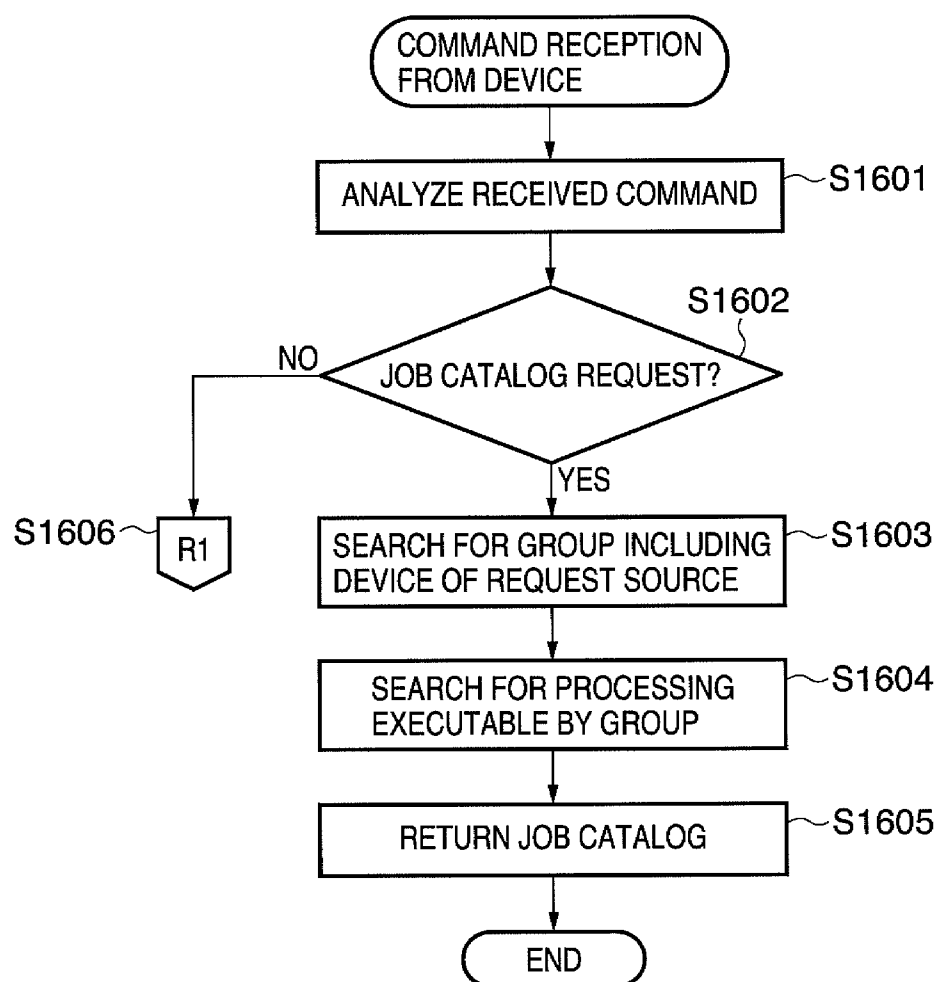 COMMAND RECEPTION
FROM DEVICE
ANALYZE RECEIVED COMMAND
S1601
S1602
JOB CATALOG REQUEST?
NO
YES
S1606
R1
SEARCH FOR GROUP INCLUDING
DEVICE OF REQUEST SOURCE
S1603
SEARCH FOR PROCESSING
EXECUTABLE BY GROUP
S1604
RETURN JOB CATALOG
S1605
END